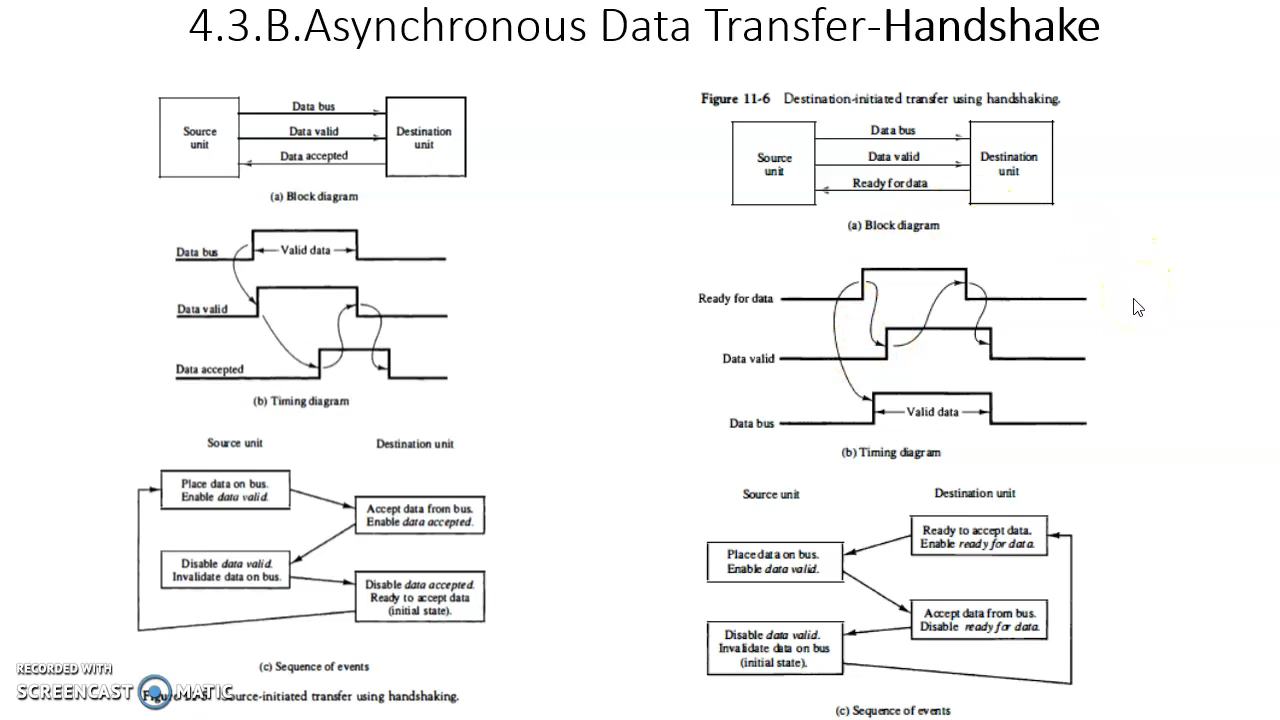 4.3.B.Asynchronous Data Transfer-Handshake
Source
unit
Data bus
Data valid
Data accepted
Destination
unit
(a) Block diagram
Data bus
Valid data
Data valid
Data accepted
(b) Timing diagram
Source unit
Destination unit
Place data on bus.
Enable data valid.
Accept data from bus.
Enable data accepted.
Disable data valid.
Invalidate data on bus.
Disable data accepted.
Ready to accept data
(initial state).
(c) Sequence of events
source-initiated transfer using handshaking.
RECORDED WITH
SCREENCAST MATIC
Figure 11-6 Destination-initiated transfer using handshaking.
Source
unit
Data bus
Data valid
Ready for data
Destination
unit
(a) Block diagram
Ready for data
Data valid
Data bus
Valid data
(b) Timing diagram
Source unit
Destination unit
Ready to accept data.
Enable ready for data.
Place data on bus.
Enable data valid.
Accept data from bus.
Disable ready for data.
Disable data valid.
Invalidate data on bus
(initial state).
(c) Sequence of events